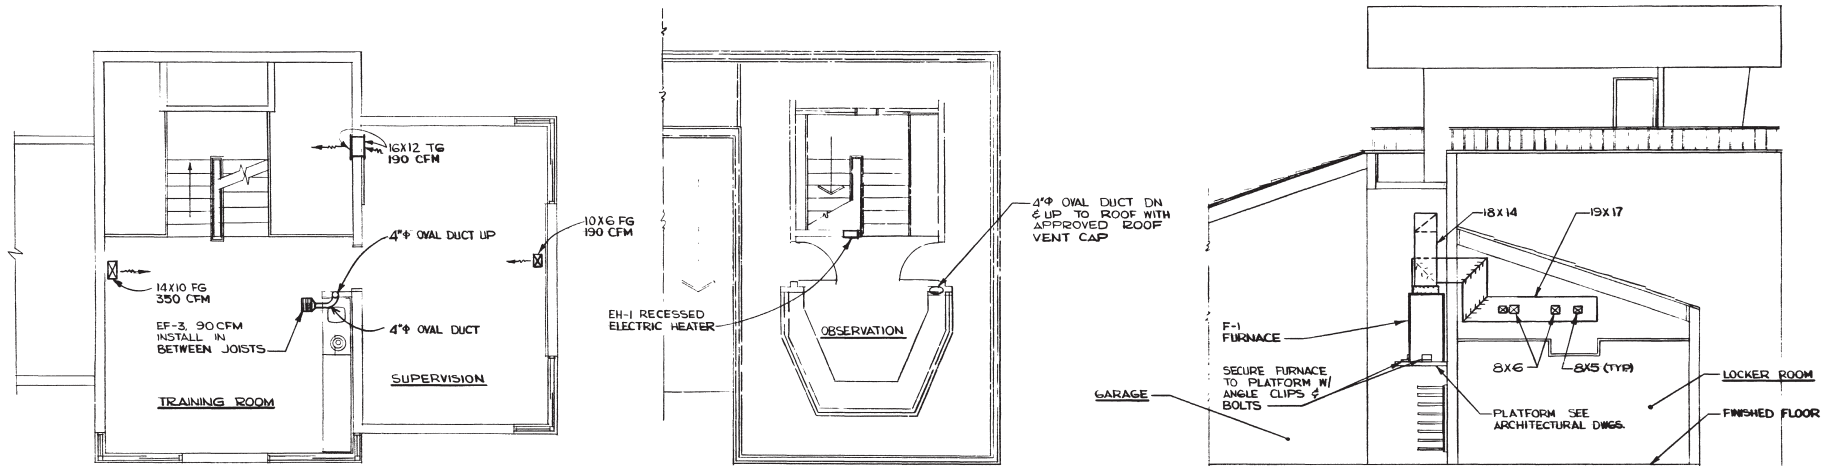 16X12 TG
190 CFM
10X6 FG
190 CFM
4"Φ OVAL DUCT UP
14X10 FG
350 CFM
EF-3, 90 CFM
INSTALL IN
BETWEEN JOISTS
4"Φ OVAL DUCT
SUPERVISION
TRAINING ROOM
4"Φ OVAL DUCT DN
& UP TO ROOF WITH
APPROVED ROOF
VENT CAP
EH-1 RECESSED
ELECTRIC HEATER
OBSERVATION
18X14
19X17
F-1
FURNACE
8X6
8X5 (TYP)
SECURE FURNACE
TO PLATFORM W/
ANGLE CLIPS &
BOLTS
GARAGE
PLATFORM SEE
ARCHITECTURAL DWGS.
LOCKER ROOM
FINISHED FLOOR